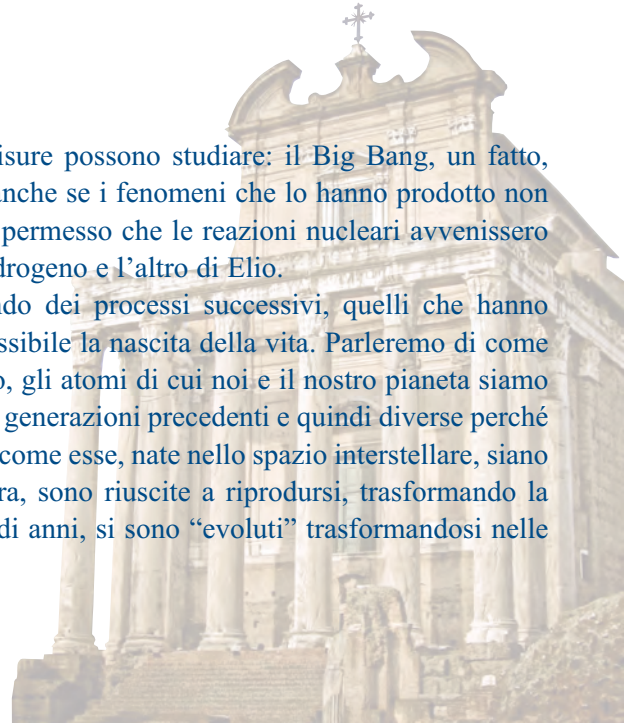 isure possono studiare: il Big Bang, un fatto,
anche se i fenomeni che lo hanno prodotto non
permesso che le reazioni nucleari avvenissero
drogeno e l’altro di Elio.
ndo dei processi successivi, quelli che hanno
ssibile la nascita della vita. Parleremo di come
o, gli atomi di cui noi e il nostro pianeta siamo
generazioni precedenti e quindi diverse perché
come esse, nate nello spazio interstellare, siano
ra, sono riuscite a riprodursi, trasformando la
di anni, si sono “evoluti” trasformandosi nelle